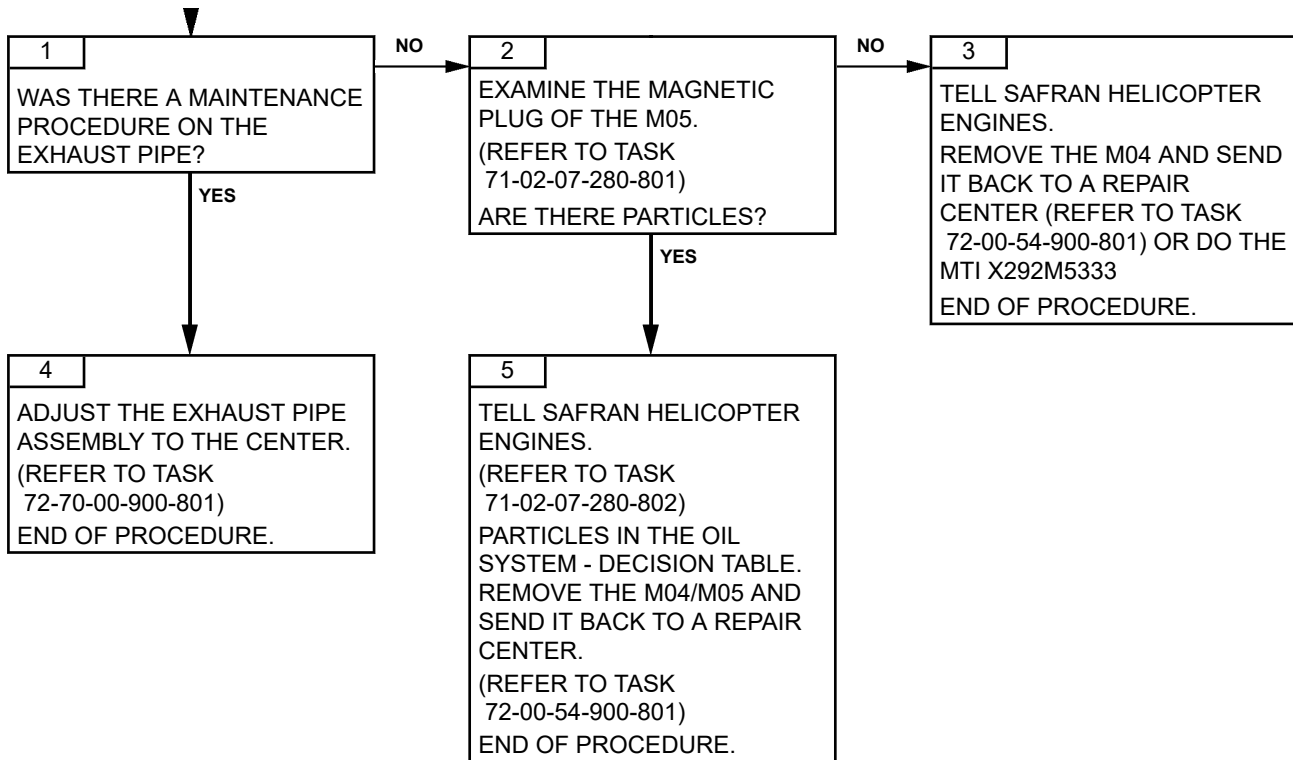 1
WAS THERE A MAINTENANCE
PROCEDURE ON THE
EXHAUST PIPE?
NO
YES
2
EXAMINE THE MAGNETIC
PLUG OF THE M05.
(REFER TO TASK
71-02-07-280-801)
ARE THERE PARTICLES?
NO
YES
3
TELL SAFRAN HELICOPTER
ENGINES.
REMOVE THE M04 AND SEND
IT BACK TO A REPAIR
CENTER (REFER TO TASK
72-00-54-900-801) OR DO THE
MTI X292M5333
END OF PROCEDURE.
4
ADJUST THE EXHAUST PIPE
ASSEMBLY TO THE CENTER.
(REFER TO TASK
72-70-00-900-801)
END OF PROCEDURE.
5
TELL SAFRAN HELICOPTER
ENGINES.
(REFER TO TASK
71-02-07-280-802)
PARTICLES IN THE OIL
SYSTEM - DECISION TABLE.
REMOVE THE M04/M05 AND
SEND IT BACK TO A REPAIR
CENTER.
(REFER TO TASK
72-00-54-900-801)
END OF PROCEDURE.